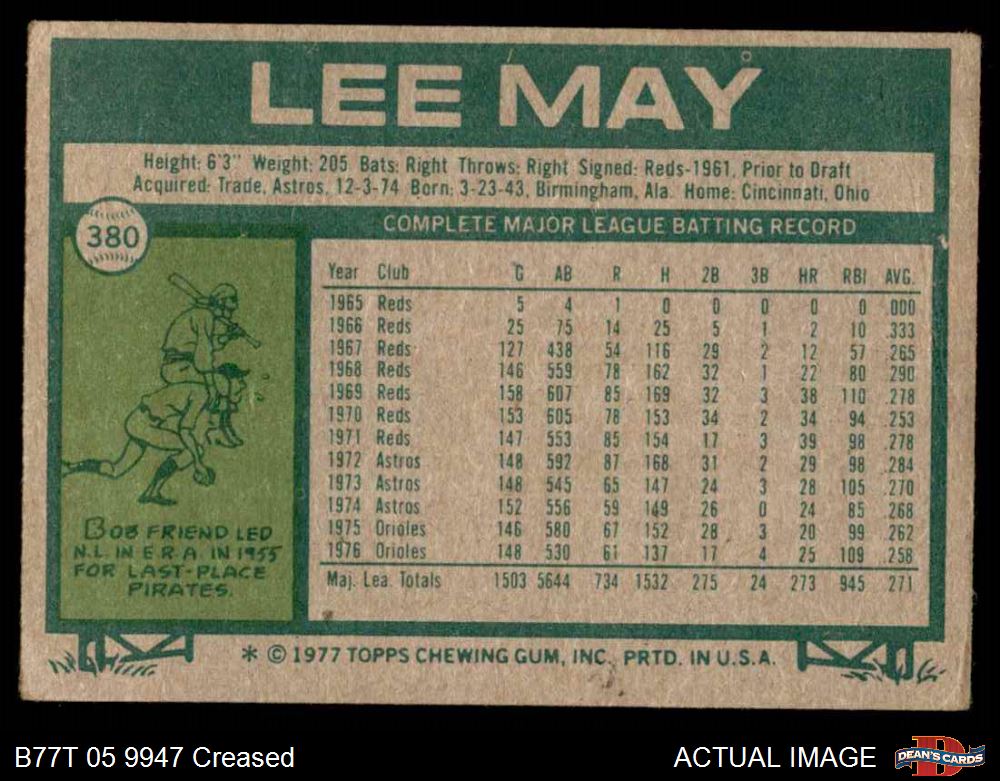 LEE MAY
Height: 6'3" Weight: 205 Bats: Right Throws: Right Signed: Reds-1961, Prior to Draft
Acquired: Trade, Astros, 12-3-74 Born: 3-23-43, Birmingham, Ala. Home: Cincinnati, Ohio
380
COMPLETE MAJOR LEAGUE BATTING RECORD
Year Club G AB R H 2B 3B HR RBI AVG.
1965 Reds 5 4 1 0 0 0 0 0 .000
1966 Reds 25 75 14 25 5 1 2 10 .333
1967 Reds 127 438 54 116 29 2 12 57 .265
1968 Reds 146 559 78 162 32 1 22 80 .290
1969 Reds 158 607 85 169 32 3 38 110 .278
1970 Reds 153 605 78 153 34 2 34 94 .253
1971 Reds 147 553 85 154 17 3 39 98 .278
1972 Astros 148 592 87 168 31 2 29 98 .284
1973 Astros 148 545 65 147 24 3 28 105 .270
1974 Astros 152 556 59 149 26 0 24 85 .268
1975 Orioles 146 580 67 152 28 3 20 99 .262
1976 Orioles 148 530 61 137 17 4 25 109 .258
Maj. Lea. Totals 1503 5644 734 1532 275 24 273 945 .271
BOB FRIEND LED
N.L. IN E.R.A. IN 1955
FOR LAST-PLACE
PIRATES.
* © 1977 TOPPS CHEWING GUM, INC. PRTD. IN U.S.A.
B77T 05 9947 Creased
ACTUAL IMAGE
DEAN'S CARDS